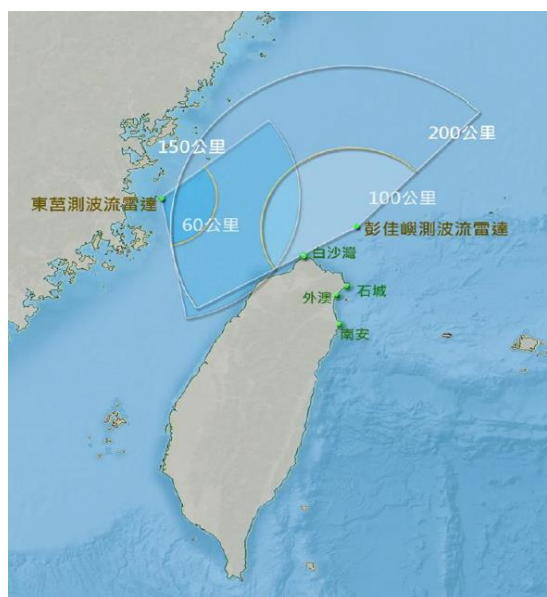 200公里
150公里
100公里
東莒測波流雷達
60公里
彭佳嶼測波流雷達
白沙灣
石城
外澳
南安